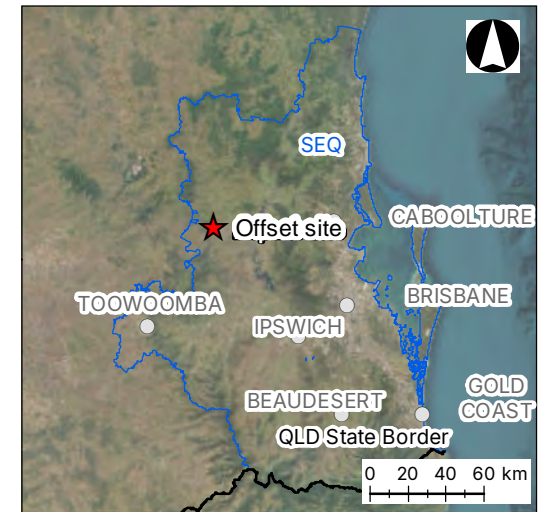 SEQ
CABOOLTURE
Offset site
TOOWOOMBA
BRISBANE
IPSWICH
BEAUDESERT
GOLD
COAST
QLD State Border
0 20 40 60 km